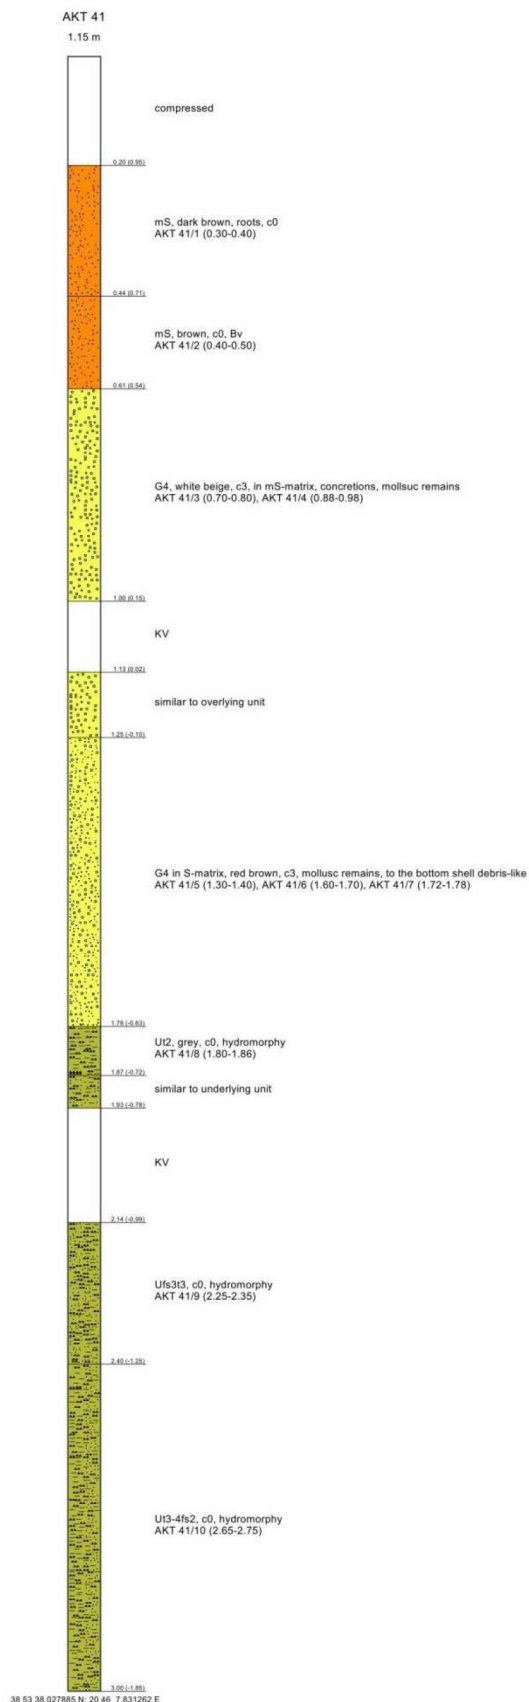 AKT 41
1.15 m
compressed
0.20 (0.95)
mS, dark brown, roots, c0
AKT 41/1 (0.30-0.40)
0.44 (0.71)
mS, brown, c0, Bv
AKT 41/2 (0.40-0.50)
0.61 (0.54)
G4, white beige, c3, in mS-matrix, concretions, mollsuc remains
AKT 41/3 (0.70-0.80), AKT 41/4 (0.88-0.98)
1.00 (0.15)
KV
1.13 (0.02)
similar to overlying unit
1.25 (-0.10)
G4 in S-matrix, red brown, c3, mollusc remains, to the bottom shell debris-like
AKT 41/5 (1.30-1.40), AKT 41/6 (1.60-1.70), AKT 41/7 (1.72-1.78)
1.78 (-0.63)
Ut2, grey, c0, hydromorphy
AKT 41/8 (1.80-1.86)
1.87 (-0.72)
similar to underlying unit
1.93 (-0.78)
KV
2.14 (-0.99)
Ufs3t3, c0, hydromorphy
AKT 41/9 (2.25-2.35)
2.40 (-1.25)
Ut3-4fs2, c0, hydromorphy
AKT 41/10 (2.65-2.75)
3.00 (-1.85)
38 53 38.027885 N; 20 46 7.831262 E